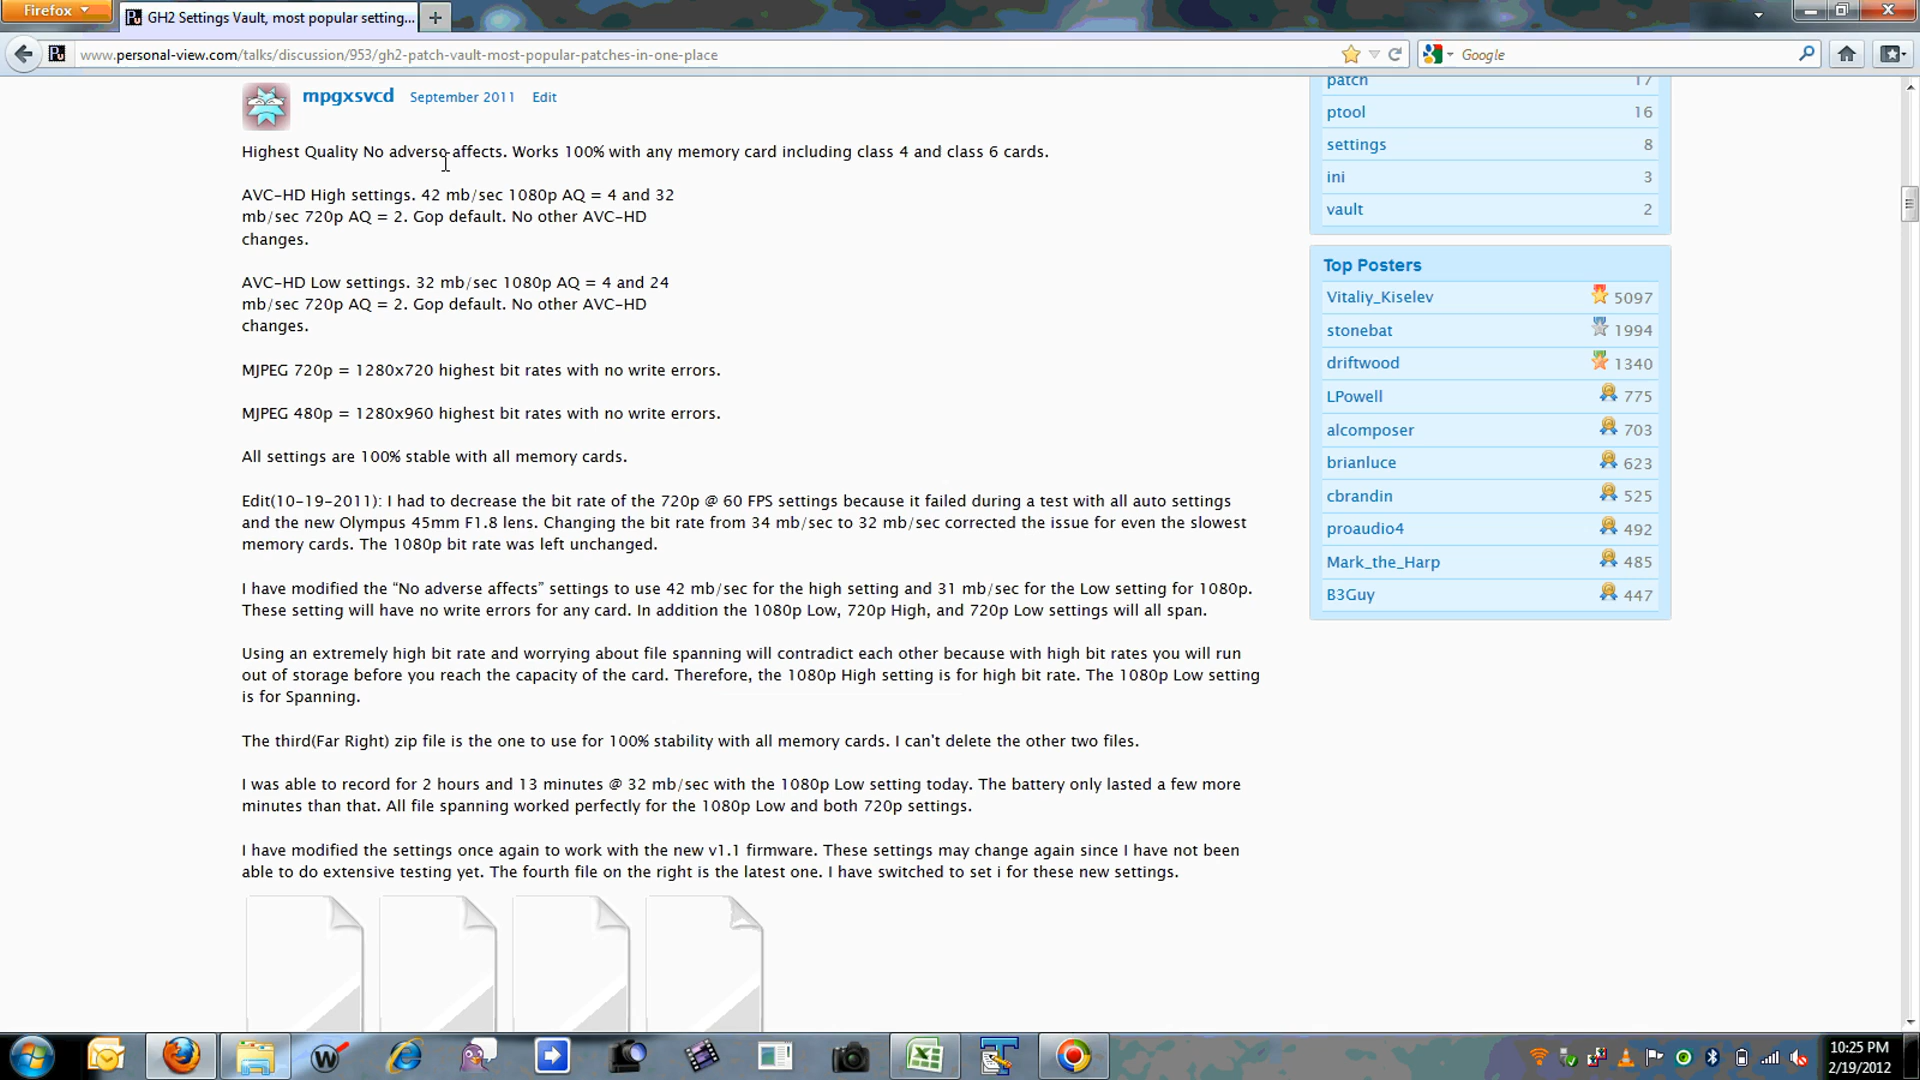 Firefox
GH2 Settings Vault, most popular setting...
www.personal-view.com/talks/discussion/953/gh2-patch-vault-most-popular-patches-in-one-place
Google
mpgxsvcd September 2011 Edit
Highest Quality No adverse affects. Works 100% with any memory card including class 4 and class 6 cards.
AVC-HD High settings. 42 mb/sec 1080p AQ = 4 and 32
mb/sec 720p AQ = 2. Gop default. No other AVC-HD
changes.
AVC-HD Low settings. 32 mb/sec 1080p AQ = 4 and 24
mb/sec 720p AQ = 2. Gop default. No other AVC-HD
changes.
MJPEG 720p = 1280x720 highest bit rates with no write errors.
MJPEG 480p = 1280x960 highest bit rates with no write errors.
All settings are 100% stable with all memory cards.
Edit(10-19-2011): I had to decrease the bit rate of the 720p @ 60 FPS settings because it failed during a test with all auto settings
and the new Olympus 45mm F1.8 lens. Changing the bit rate from 34 mb/sec to 32 mb/sec corrected the issue for even the slowest
memory cards. The 1080p bit rate was left unchanged.
I have modified the “No adverse affects” settings to use 42 mb/sec for the high setting and 31 mb/sec for the Low setting for 1080p.
These setting will have no write errors for any card. In addition the 1080p Low, 720p High, and 720p Low settings will all span.
Using an extremely high bit rate and worrying about file spanning will contradict each other because with high bit rates you will run
out of storage before you reach the capacity of the card. Therefore, the 1080p High setting is for high bit rate. The 1080p Low setting
is for Spanning.
The third(Far Right) zip file is the one to use for 100% stability with all memory cards. I can't delete the other two files.
I was able to record for 2 hours and 13 minutes @ 32 mb/sec with the 1080p Low setting today. The battery only lasted a few more
minutes than that. All file spanning worked perfectly for the 1080p Low and both 720p settings.
I have modified the settings once again to work with the new v1.1 firmware. These settings may change again since I have not been
able to do extensive testing yet. The fourth file on the right is the latest one. I have switched to set i for these new settings.
patch 17
ptool 16
settings 8
ini 3
vault 2
Top Posters
Vitaliy_Kiselev 5097
stonebat 1994
driftwood 1340
LPowell 775
alcomposer 703
brianluce 623
cbrandin 525
proaudio4 492
Mark_the_Harp 485
B3Guy 447
10:25 PM
2/19/2012